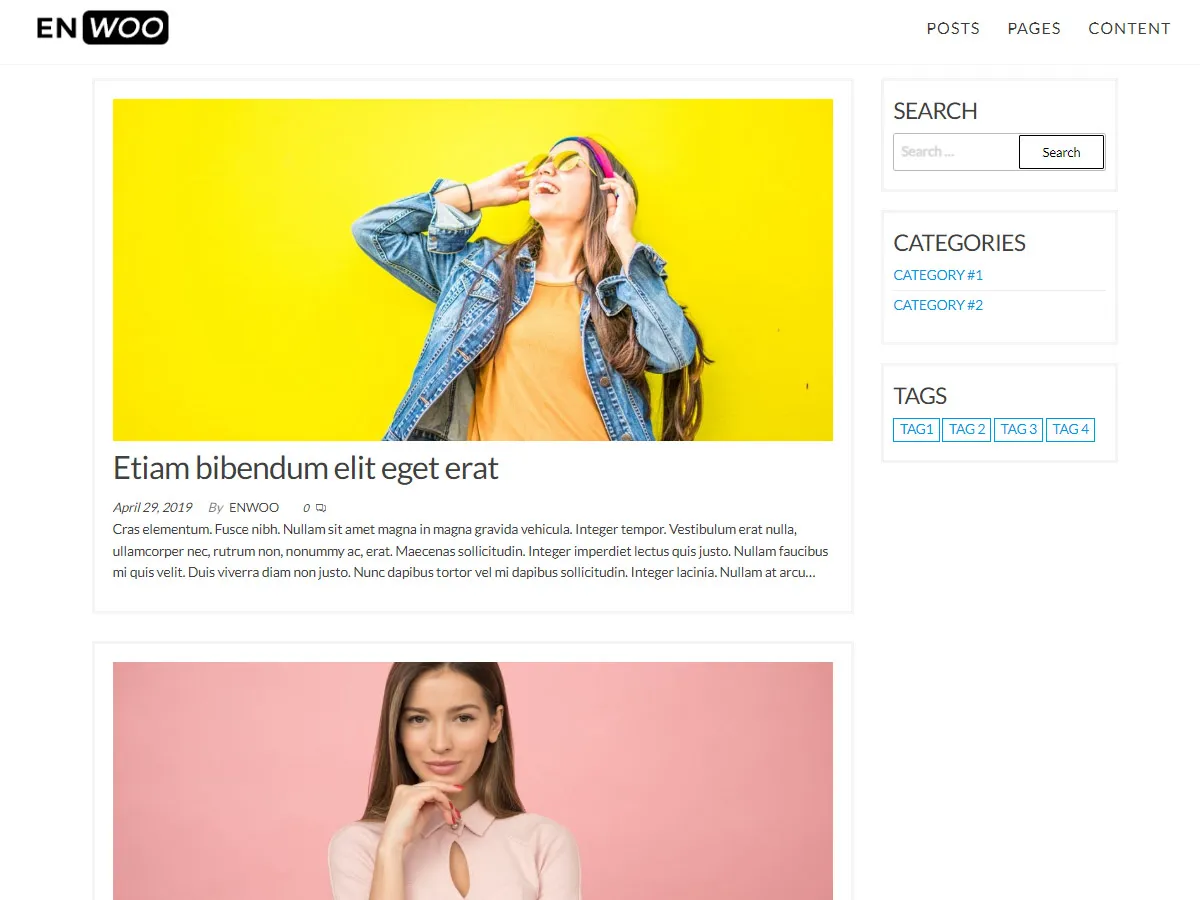 EN WOO
POSTS PAGES CONTENT
Etiam bibendum elit eget erat
April 29, 2019 By ENWOO 0
Cras elementum. Fusce nibh. Nullam sit amet magna in magna gravida vehicula. Integer tempor. Vestibulum erat nulla,
ullamcorper nec, rutrum non, nonummy ac, erat. Maecenas sollicitudin. Integer imperdiet lectus quis justo. Nullam faucibus
mi quis velit. Duis viverra diam non justo. Nunc dapibus tortor vel mi dapibus sollicitudin. Integer lacinia. Nullam at arcu…
SEARCH
Search … Search
CATEGORIES
CATEGORY #1
CATEGORY #2
TAGS
TAG1 TAG 2 TAG 3 TAG 4